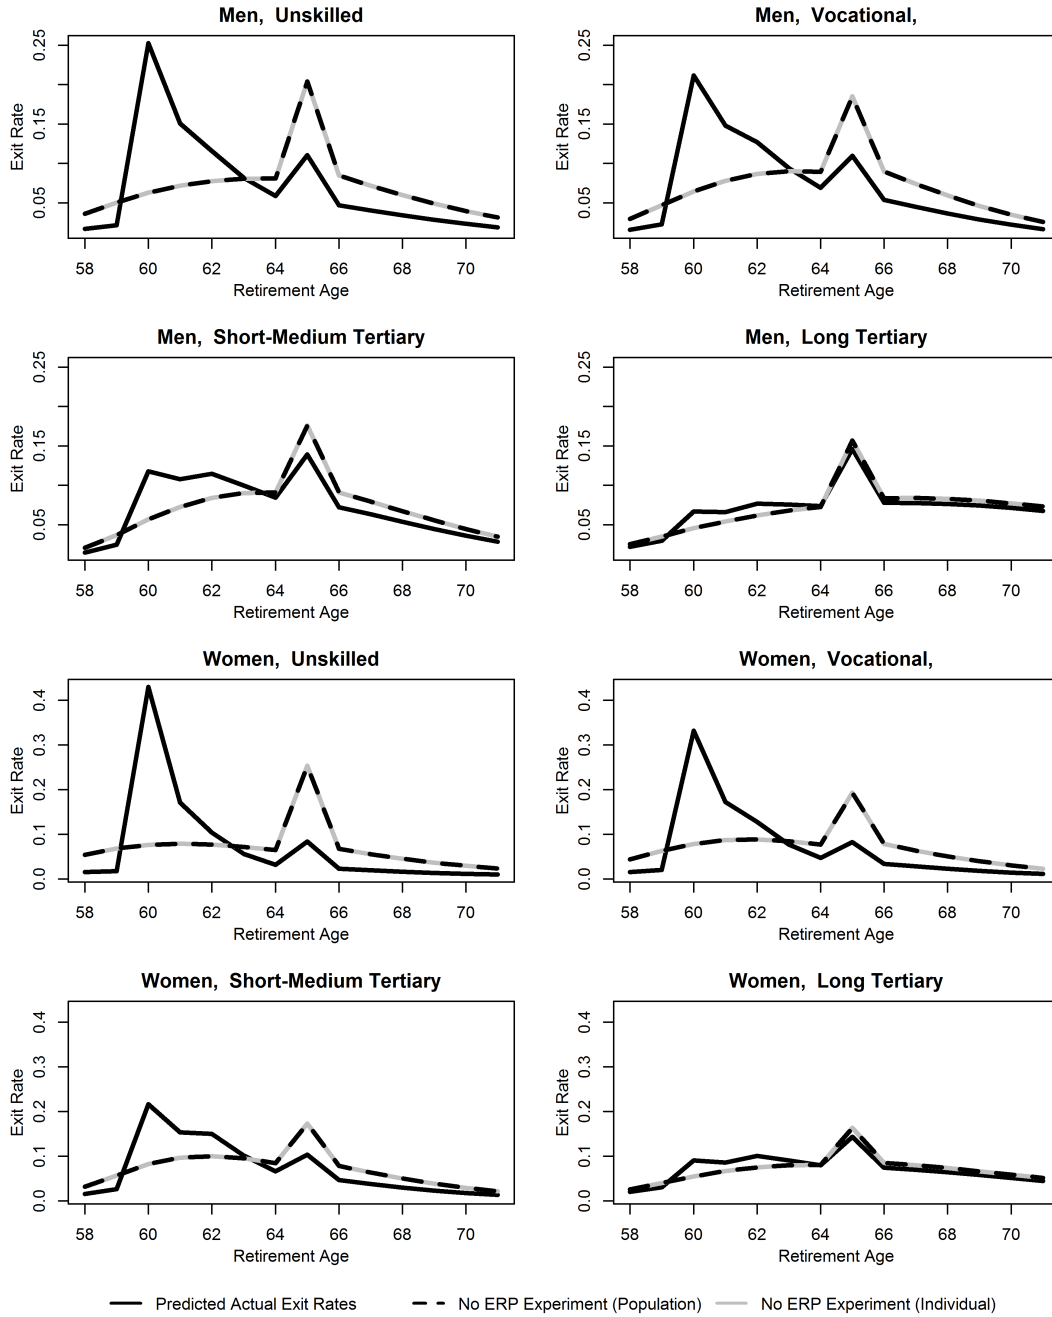 Men, Unskilled
Exit Rate
0.05 0.15 0.25
58 60 62 64 66 68 70
Retirement Age
Men, Vocational,
Exit Rate
0.05 0.15 0.25
58 60 62 64 66 68 70
Retirement Age
Men, Short-Medium Tertiary
Exit Rate
0.05 0.15 0.25
58 60 62 64 66 68 70
Retirement Age
Men, Long Tertiary
Exit Rate
0.05 0.15 0.25
58 60 62 64 66 68 70
Retirement Age
Women, Unskilled
Exit Rate
0.0 0.1 0.2 0.3 0.4
58 60 62 64 66 68 70
Retirement Age
Women, Vocational,
Exit Rate
0.0 0.1 0.2 0.3 0.4
58 60 62 64 66 68 70
Retirement Age
Women, Short-Medium Tertiary
Exit Rate
0.0 0.1 0.2 0.3 0.4
58 60 62 64 66 68 70
Retirement Age
Women, Long Tertiary
Exit Rate
0.0 0.1 0.2 0.3 0.4
58 60 62 64 66 68 70
Retirement Age
Predicted Actual Exit Rates No ERP Experiment (Population) No ERP Experiment (Individual)